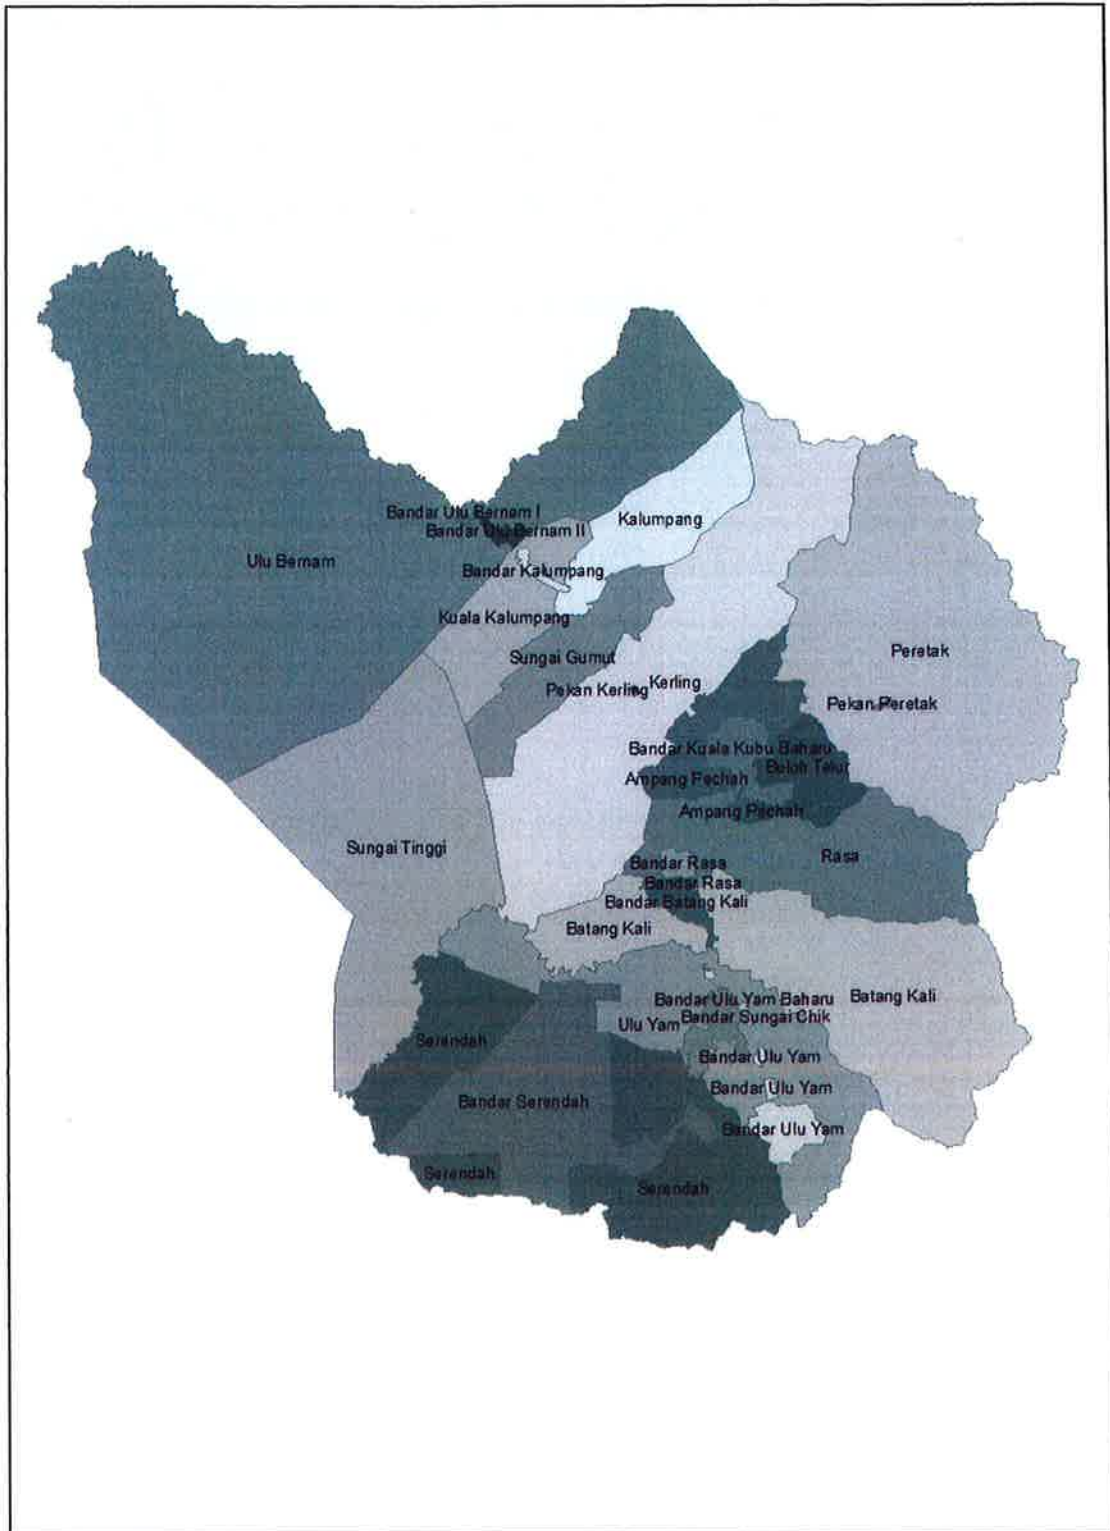 Bandar Ulu Bernam I
Kalumpang
Bandar Ulu Bernam II
Ulu Bernam
Bandar Kalumpang
Kuala Kalumpang
Peretak
Sungai Gumut
Kerling
Pekan Kerling
Pekan Peretak
Bandar Kuala Kubu Baharu
Buloh Telur
Ampang Pechah
Ampang Pechah
Sungai Tinggi
Rasa
Bandar Rasa
Bandar Rasa
Bandar Batang Kali
Batang Kali
Batang Kali
Bandar Ulu Yam Baharu
Bandar Sungai Chik
Ulu Yam
Serendah
Bandar Ulu Yam
Bandar Ulu Yam
Bandar Serendah
Bandar Ulu Yam
Serendah
Serendah